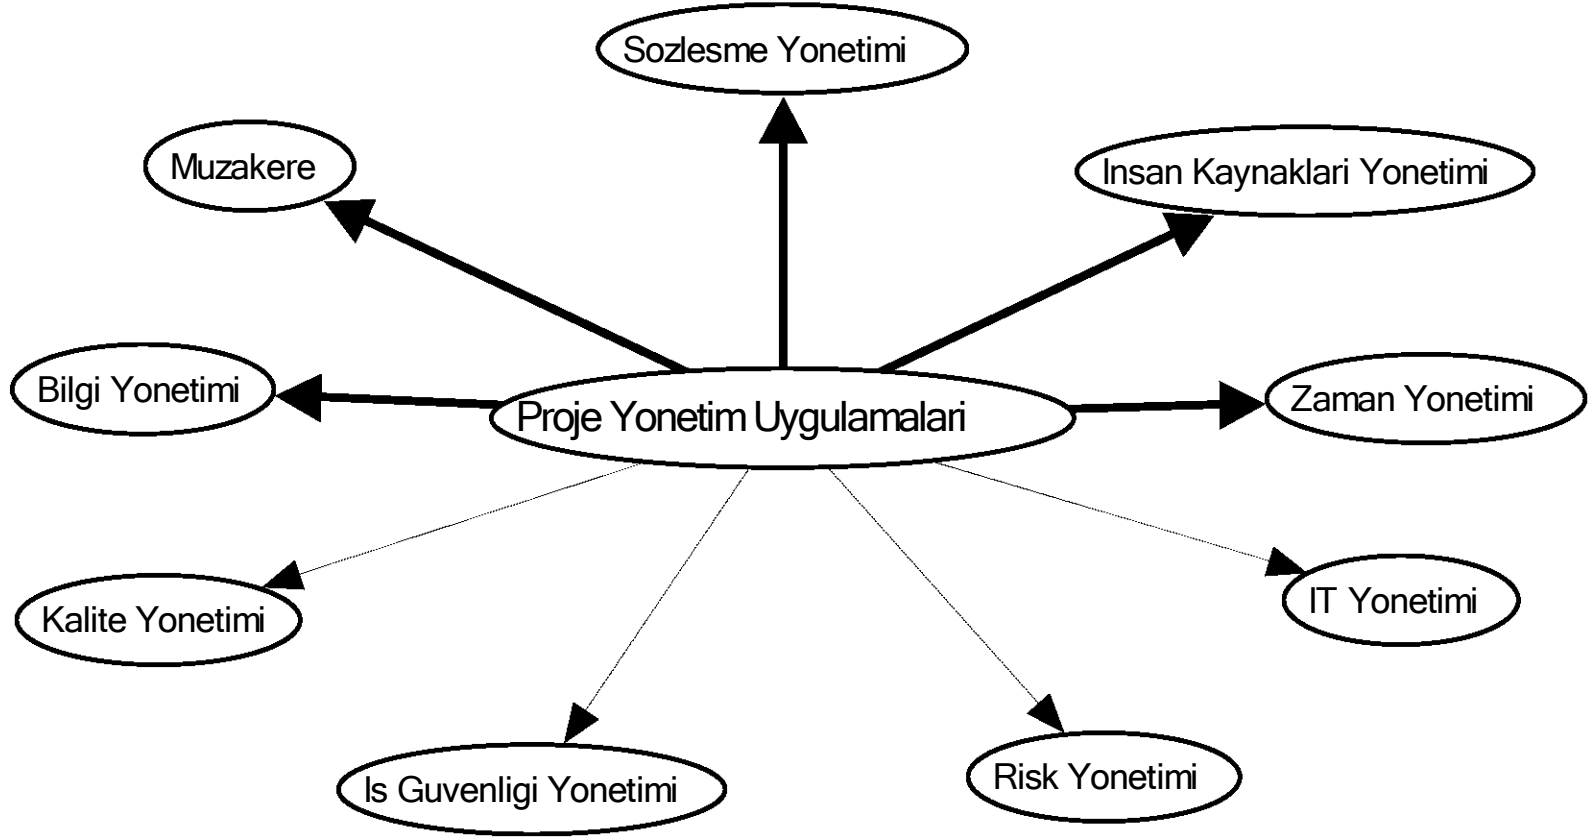 Sozlesme Yonetimi
Muzakere
Insan Kaynaklari Yonetimi
Bilgi Yonetimi
Proje Yonetim Uygulamalari
Zaman Yonetimi
Kalite Yonetimi
IT Yonetimi
Is Guvenligi Yonetimi
Risk Yonetimi